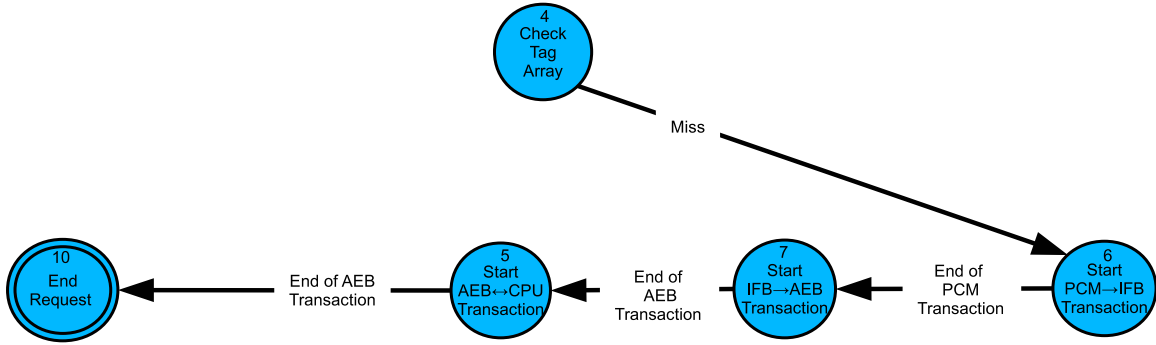 4
Check
Tag
Array
Miss
10
End
Request
End of AEB
Transaction
5
Start
AEB↔CPU
Transaction
End of
AEB
Transaction
7
Start
IFB→AEB
Transaction
End of
PCM
Transaction
6
Start
PCM→IFB
Transaction